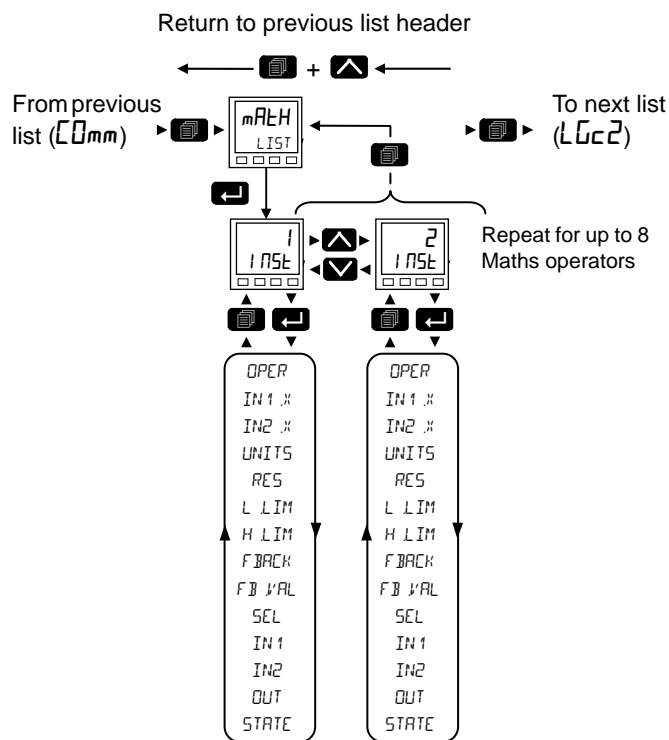 Return to previous list header
+
From previous
list (COmm)
mAtH
LIST
To next list
(LGc2)
1
INSt
2
INSt
Repeat for up to 8
Maths operators
OPER
IN1.X
IN2.X
UNITS
RES
L.LIM
H.LIM
F.BACK
FB.VAL
SEL
IN1
IN2
OUT
STATE
OPER
IN1.X
IN2.X
UNITS
RES
L.LIM
H.LIM
F.BACK
FB.VAL
SEL
IN1
IN2
OUT
STATE